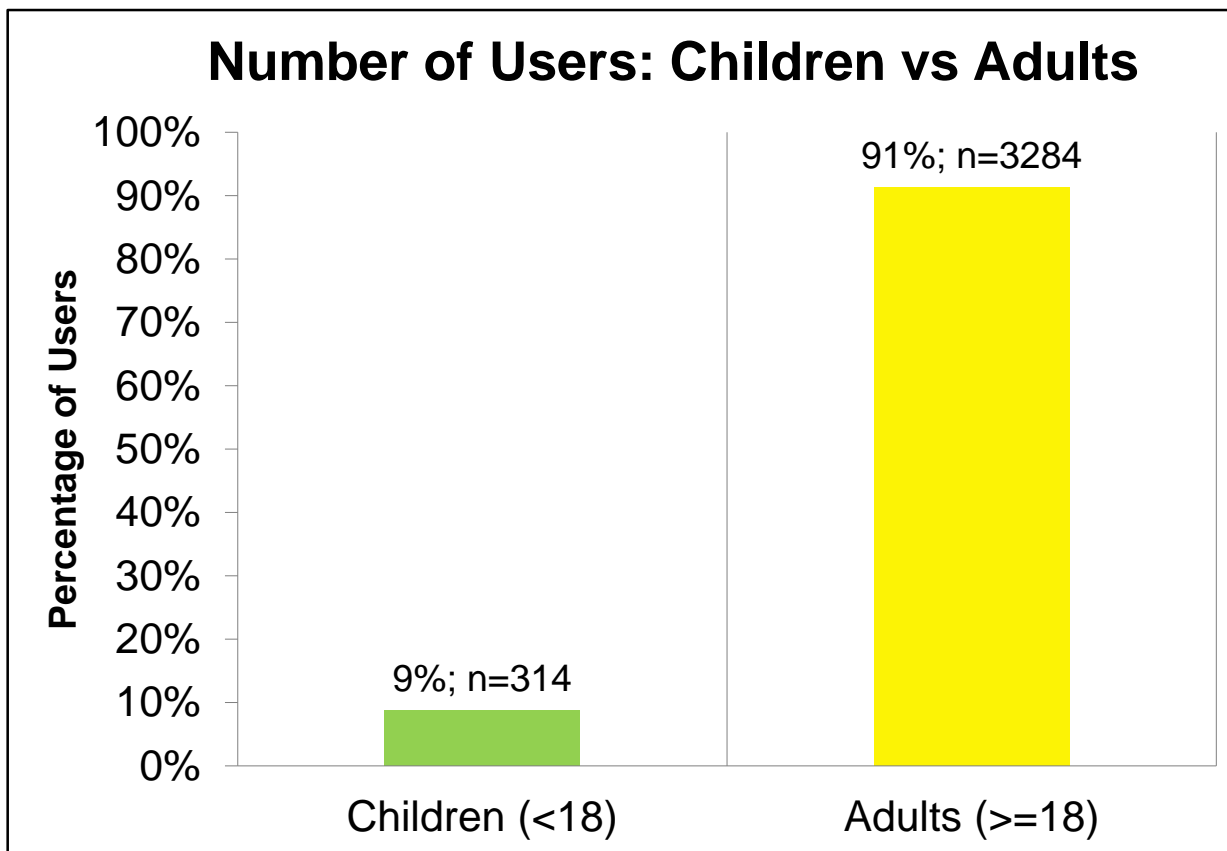 Number of Users: Children vs Adults
Percentage of Users
100%
90%
80%
70%
60%
50%
40%
30%
20%
10%
0%
9%; n=314
91%; n=3284
Children (<18)
Adults (>=18)